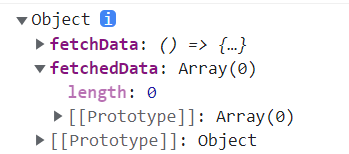 Object i
fetchData: () => {…}
fetchedData: Array(0)
length: 0
[[Prototype]]: Array(0)
[[Prototype]]: Object